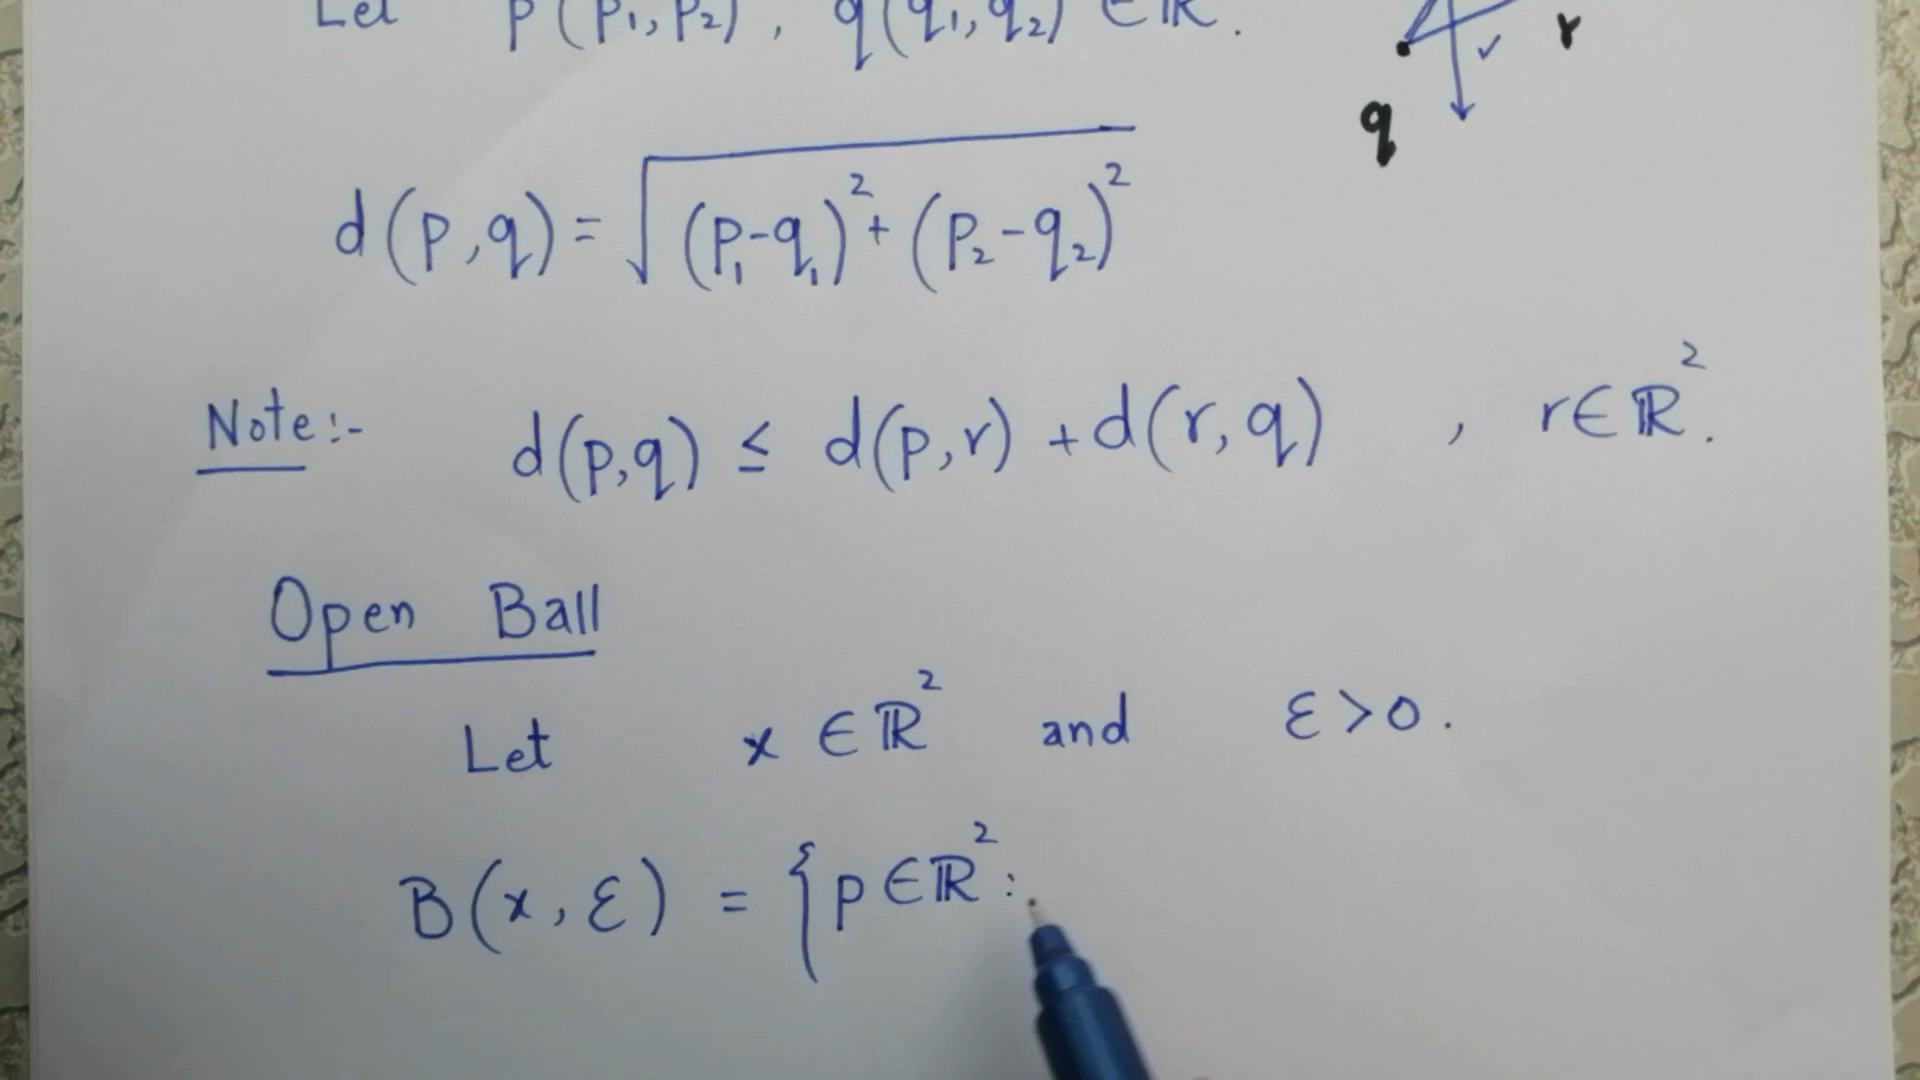 Let p(p₁,p₂), q(q₁,q₂) ∈ ℝ.
r
q
d(p,q) = √((p₁-q₁)² + (p₂-q₂)²)
Note:- d(p,q) ≤ d(p,r) + d(r,q) , r∈ℝ².
Open Ball
Let x ∈ ℝ² and ε>0.
B(x,ε) = {p∈ℝ²: